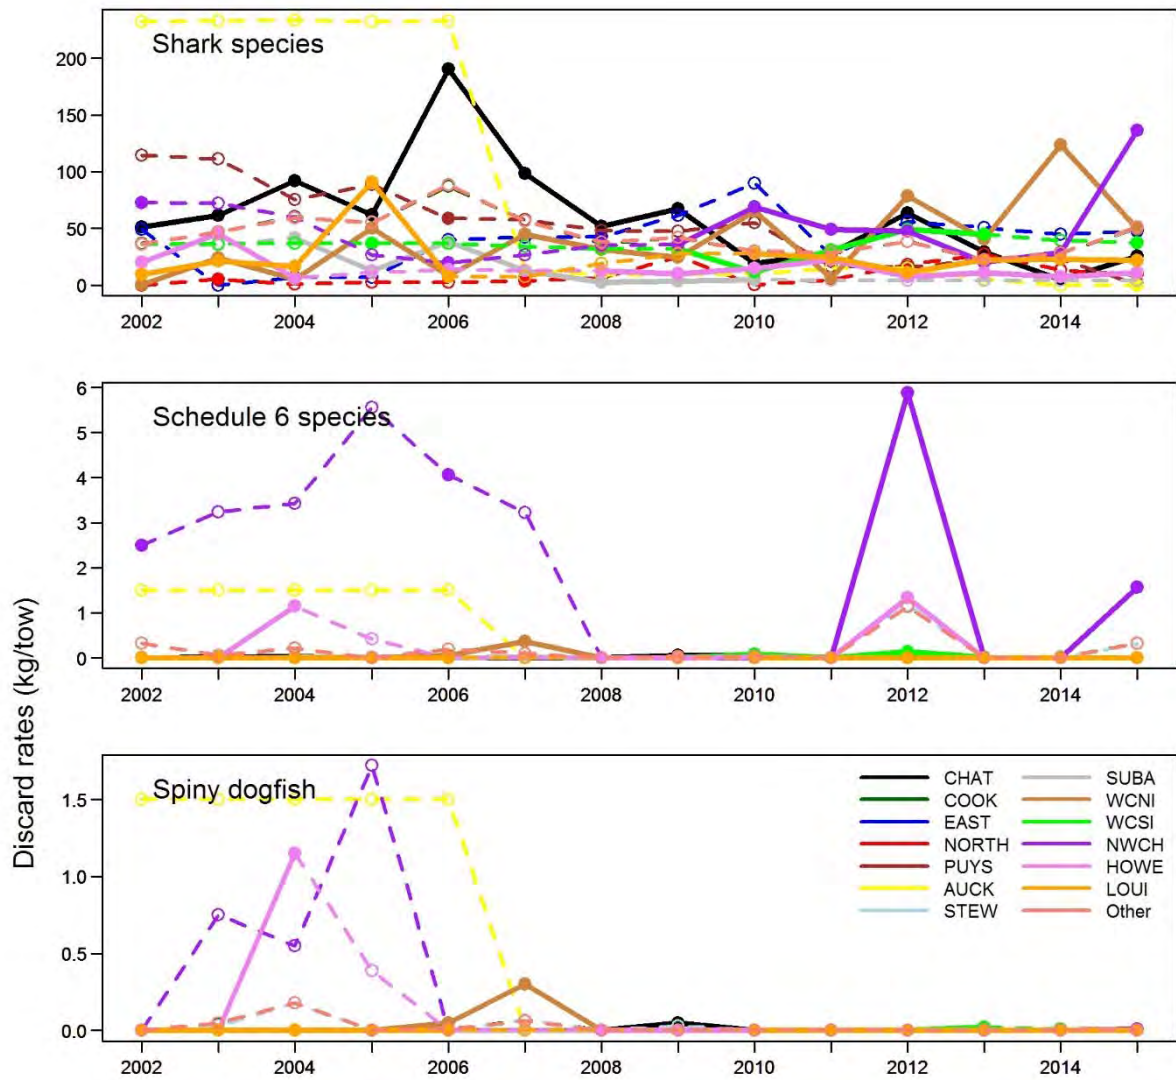 Shark species
200
150
100
50
0
2002 2004 2006 2008 2010 2012 2014
Schedule 6 species
6
5
4
3
2
1
0
2002 2004 2006 2008 2010 2012 2014
Discard rates (kg/tow)
Spiny dogfish
1.5
1.0
0.5
0.0
CHAT SUBA
COOK WCNI
EAST WCSI
NORTH NWCH
PUYS HOWE
AUCK LOUI
STEW Other
2002 2004 2006 2008 2010 2012 2014